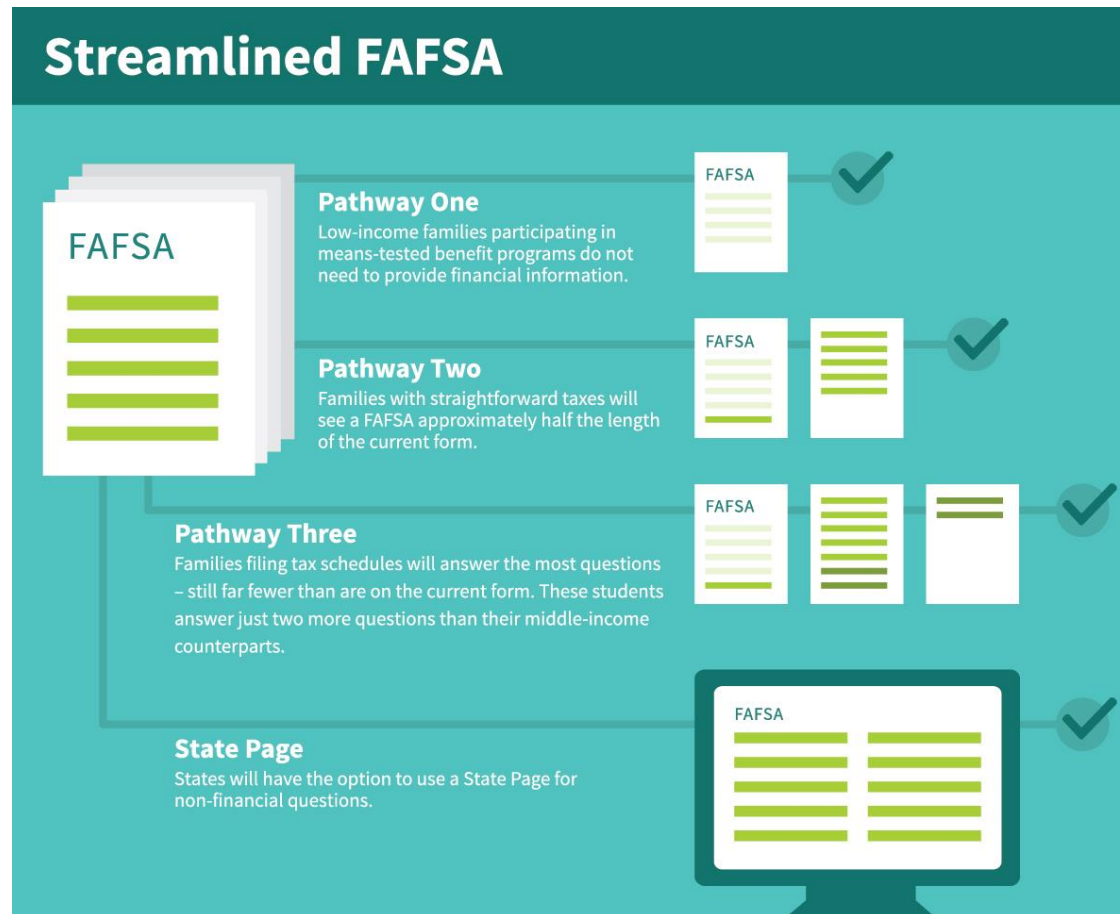 Streamlined FAFSA
FAFSA
Pathway One
Low-income families participating in
means-tested benefit programs do not
need to provide financial information.
FAFSA
Pathway Two
Families with straightforward taxes will
see a FAFSA approximately half the length
of the current form.
FAFSA
Pathway Three
Families filing tax schedules will answer the most questions
– still far fewer than are on the current form. These students
answer just two more questions than their middle-income
counterparts.
FAFSA
State Page
States will have the option to use a State Page for
non-financial questions.
FAFSA